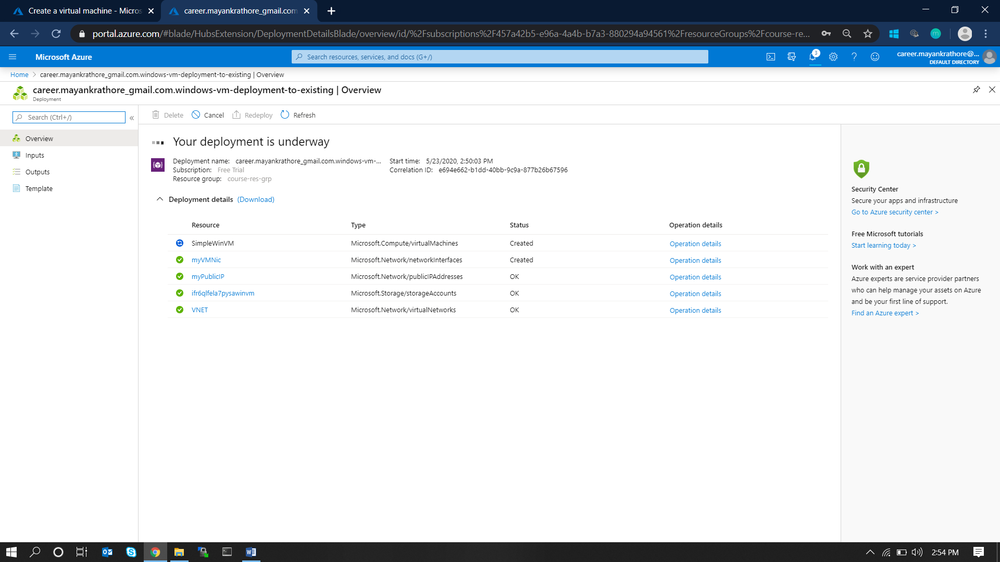 Create a virtual machine - Micros
career.mayankrathore_gmail.com
portal.azure.com/#blade/HubsExtension/DeploymentDetailsBlade/overview/id/%2Fsubscriptions%2F457a42b5-e96a-4a4b-b7a3-880294a94561%2FresourceGroups%2Fcourse-re...
m
Microsoft Azure
Search resources, services, and docs (G+/)
3
career.mayankrathore@...
DEFAULT DIRECTORY
Home > career.mayankrathore_gmail.com.windows-vm-deployment-to-existing | Overview
career.mayankrathore_gmail.com.windows-vm-deployment-to-existing | Overview
Deployment
Search (Ctrl+/)
«
Delete Cancel Redeploy Refresh
Overview
Inputs
Outputs
Template
Your deployment is underway
Deployment name: career.mayankrathore_gmail.com.windows-vm-... Start time: 5/23/2020, 2:50:03 PM
Subscription: Free Trial Correlation ID: e694e662-b1dd-40bb-9c9a-877b26b67596
Resource group: course-res-grp
Deployment details (Download)
Resource Type Status Operation details
SimpleWinVM Microsoft.Compute/virtualMachines Created Operation details
myVMNic Microsoft.Network/networkInterfaces Created Operation details
myPublicIP Microsoft.Network/publicIPAddresses OK Operation details
ifr6qlfela7pysawinvm Microsoft.Storage/storageAccounts OK Operation details
VNET Microsoft.Network/virtualNetworks OK Operation details
Security Center
Secure your apps and infrastructure
Go to Azure security center >
Free Microsoft tutorials
Start learning today >
Work with an expert
Azure experts are service provider partners
who can help manage your assets on Azure
and be your first line of support.
Find an Azure expert >
2:54 PM